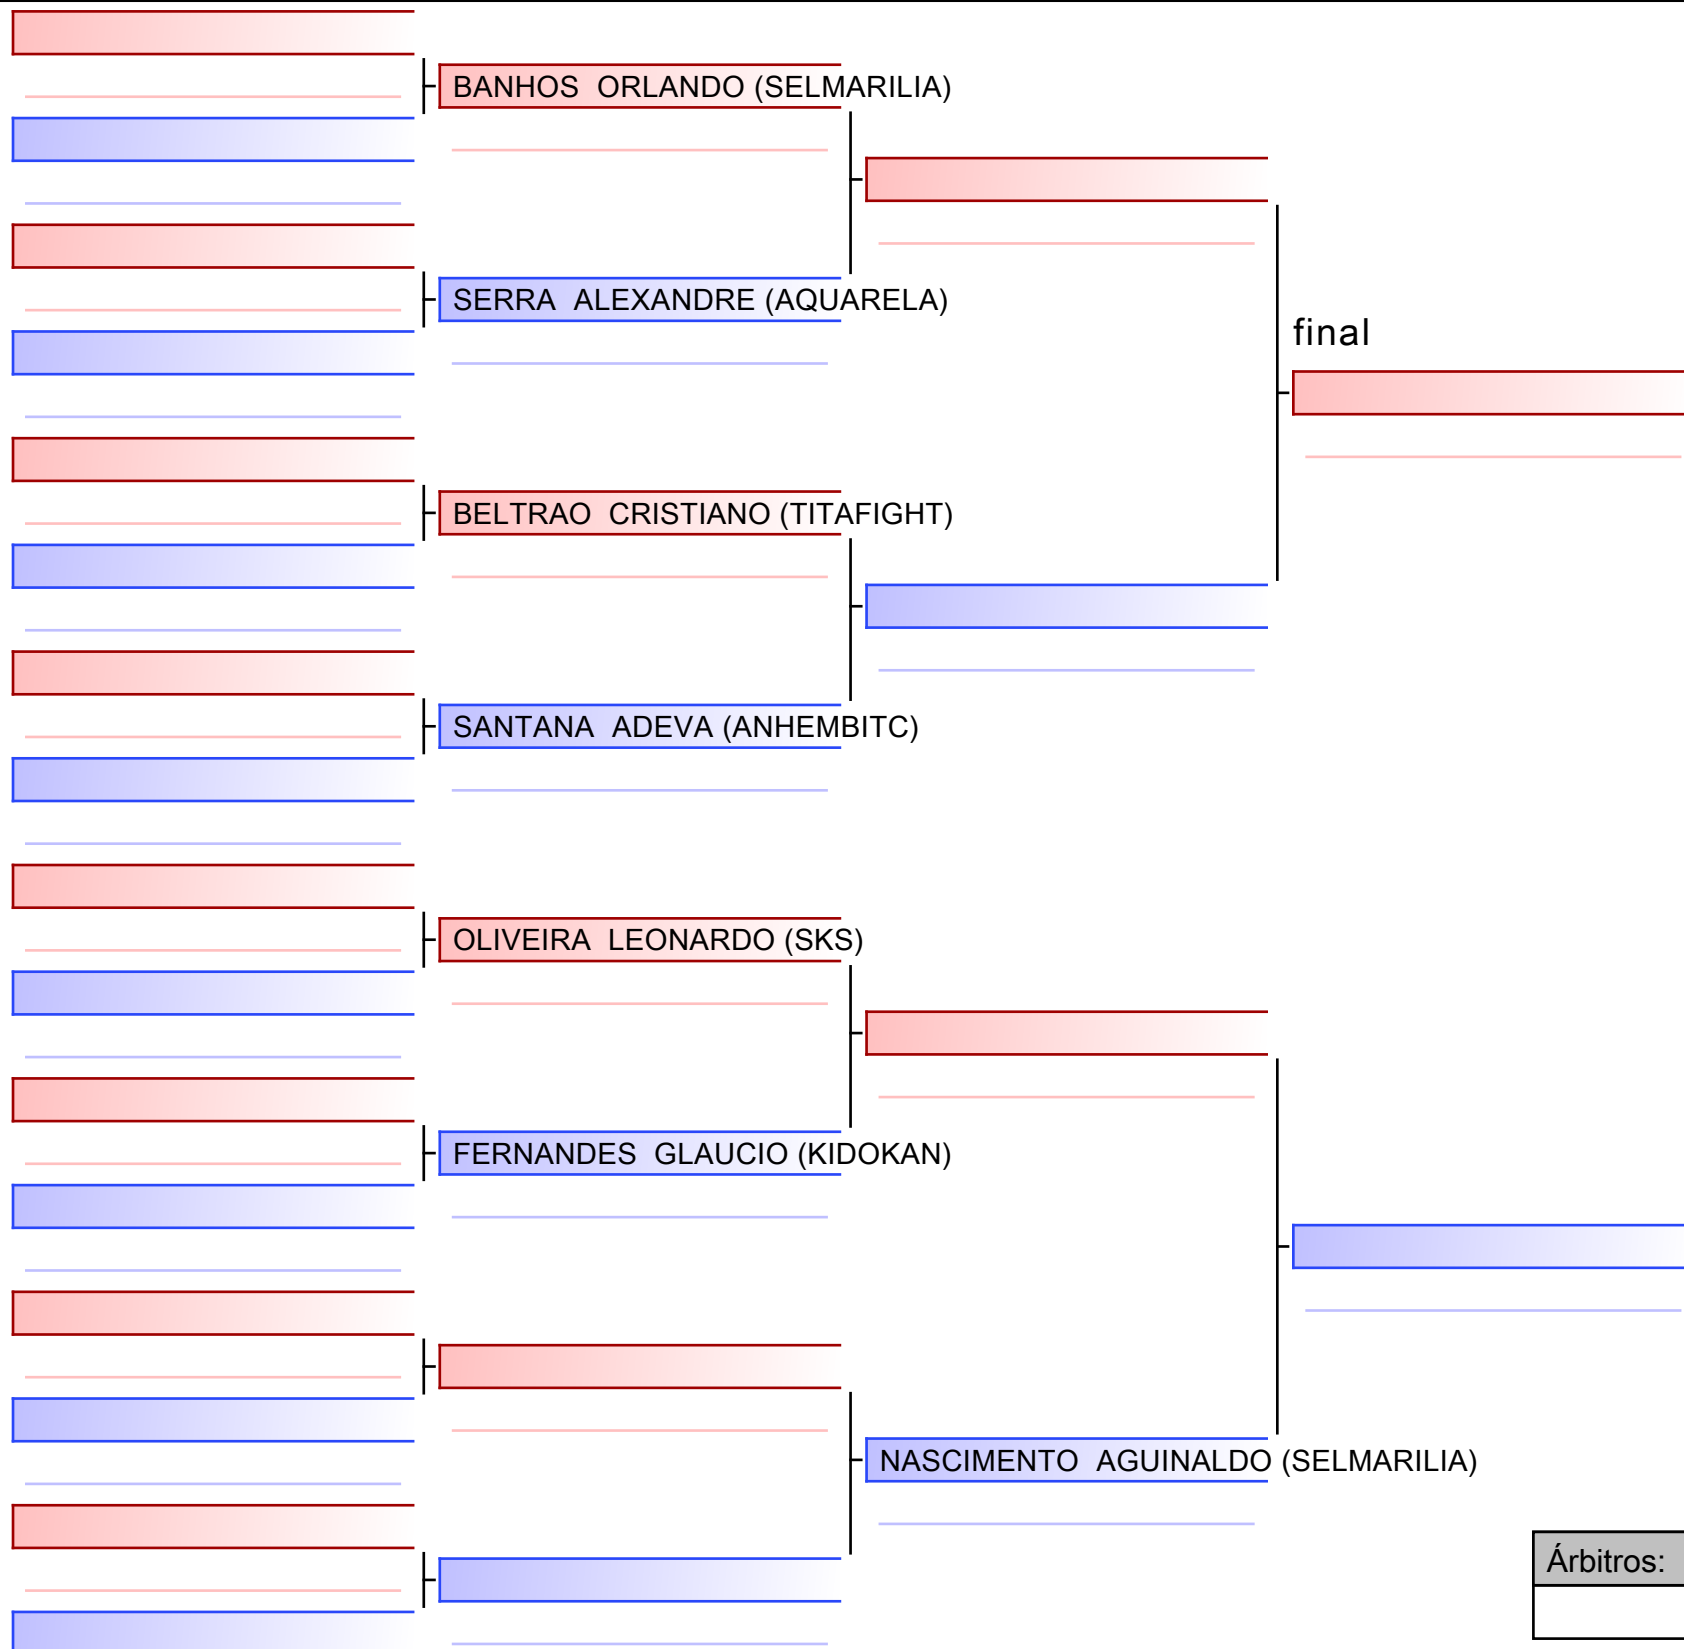 BANHOS ORLANDO (SELMARILIA)
SERRA ALEXANDRE (AQUARELA)
final
BELTRAO CRISTIANO (TITAFIGHT)
SANTANA ADEVA (ANHEMBITC)
OLIVEIRA LEONARDO (SKS)
FERNANDES GLAUCIO (KIDOKAN)
NASCIMENTO AGUINALDO (SELMARILIA)
Árbitros: